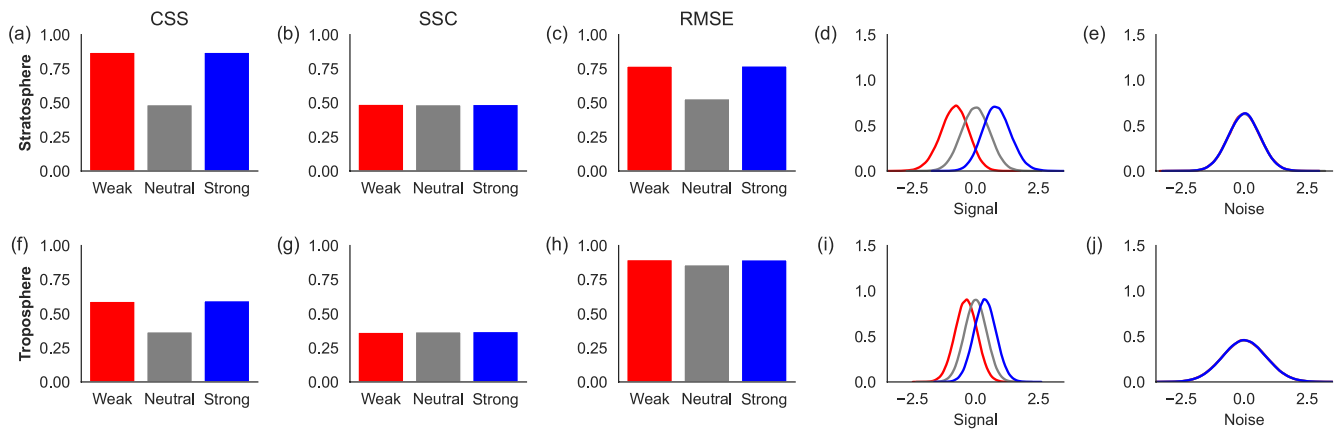 CSS SSC RMSE
(a) (b) (c) (d) (e)
Stratosphere
1.00 0.75 0.50 0.25 0.00
Weak Neutral Strong
1.00 0.75 0.50 0.25 0.00
Weak Neutral Strong
1.00 0.75 0.50 0.25 0.00
Weak Neutral Strong
1.5 1.0 0.5 0.0
−2.5 0.0 2.5
Signal
1.5 1.0 0.5 0.0
−2.5 0.0 2.5
Noise
(f) (g) (h) (i) (j)
Troposphere
1.00 0.75 0.50 0.25 0.00
Weak Neutral Strong
1.00 0.75 0.50 0.25 0.00
Weak Neutral Strong
1.00 0.75 0.50 0.25 0.00
Weak Neutral Strong
1.5 1.0 0.5 0.0
−2.5 0.0 2.5
Signal
1.5 1.0 0.5 0.0
−2.5 0.0 2.5
Noise